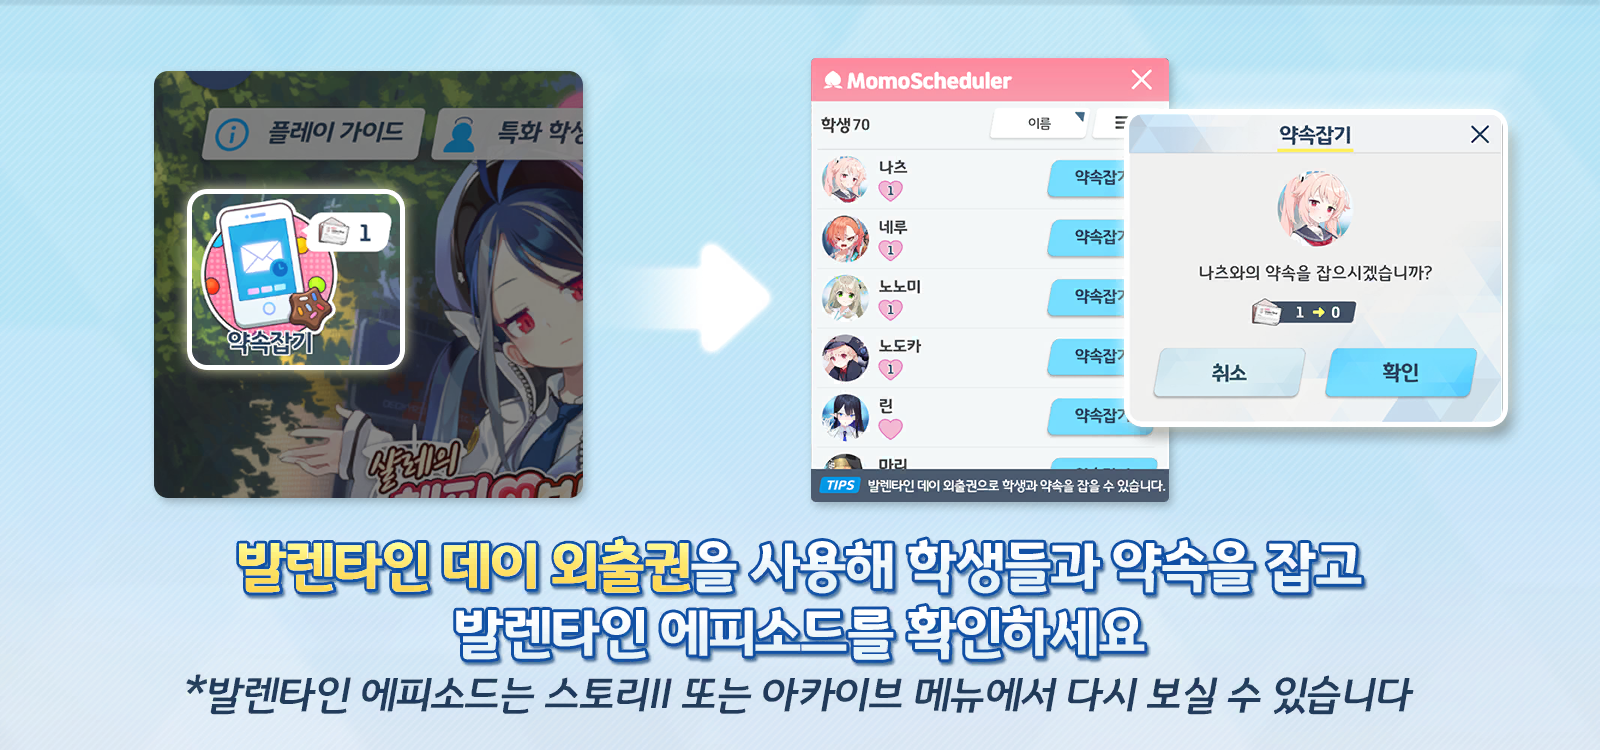 플레이 가이드
특화 학생
1
약속잡기
샬레의
MomoScheduler
학생 70
이름
나츠
1
약속잡기
네루
1
약속잡기
노노미
1
약속잡기
노도카
1
약속잡기
린
약속잡기
마리
TIPS 발렌타인 데이 외출권으로 학생과 약속을 잡을 수 있습니다.
약속잡기
나츠와의 약속을 잡으시겠습니까?
1 → 0
취소
확인
발렌타인 데이 외출권을 사용해 학생들과 약속을 잡고
발렌타인 에피소드를 확인하세요
*발렌타인 에피소드는 스토리II 또는 아카이브 메뉴에서 다시 보실 수 있습니다